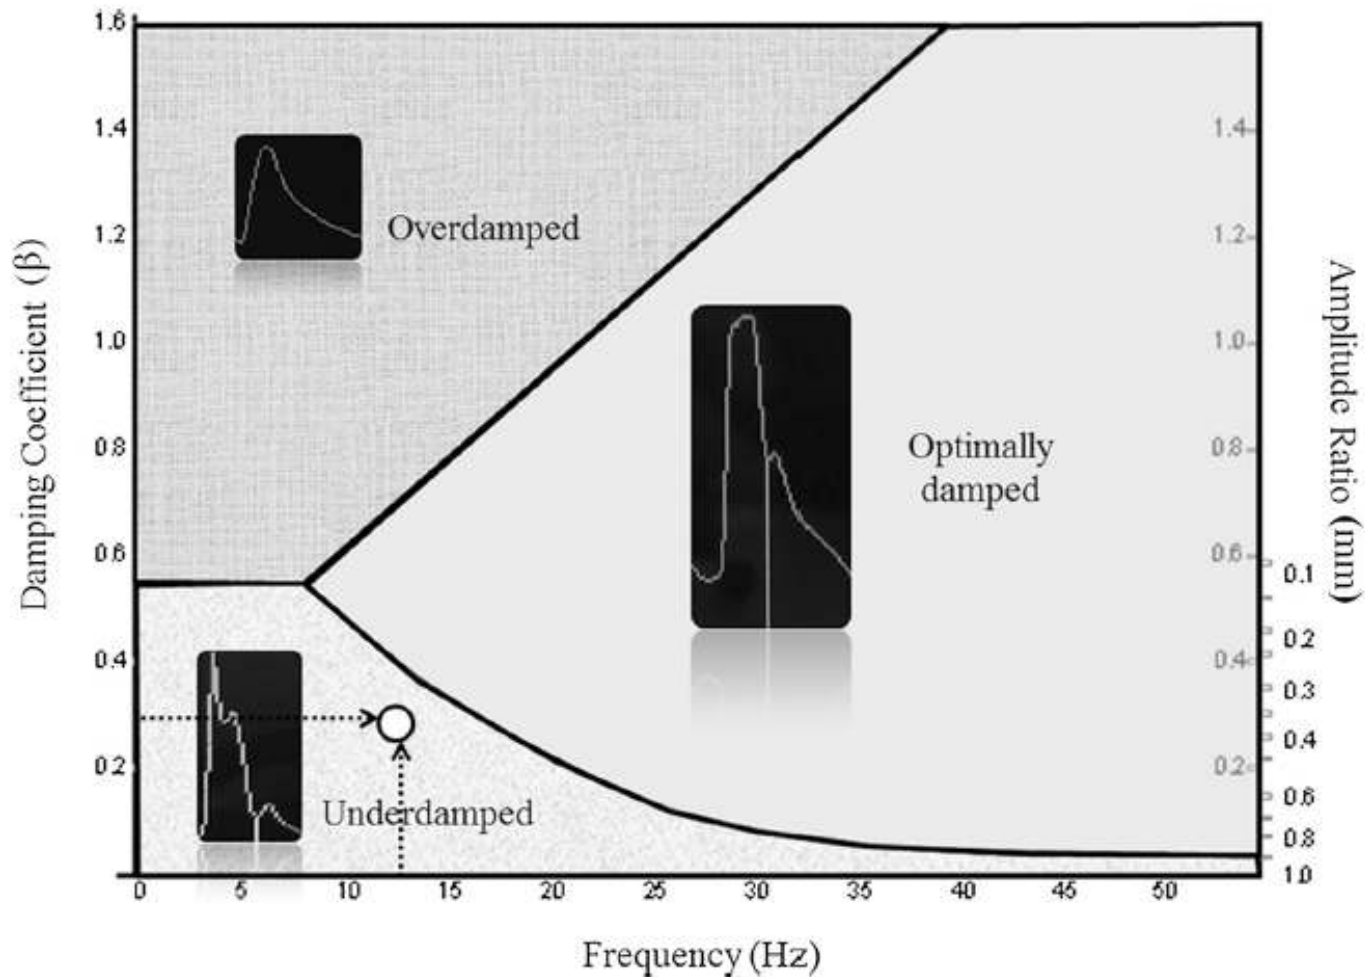 1.6
1.4
1.2
1.0
0.8
0.6
0.4
0.2
Damping Coefficient (β)
Overdamped
Optimally
damped
Underdamped
1.4
1.2
1.0
0.8
0.6
0.4
0.2
0.1
0.2
0.3
0.4
0.6
0.8
1.0
Amplitude Ratio (mm)
0 5 10 15 20 25 30 35 40 45 50
Frequency (Hz)